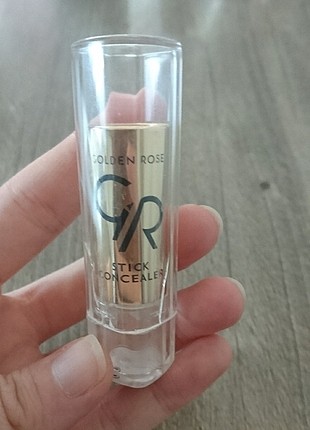 GOLDEN ROSE
GR
STICK
CONCEALER